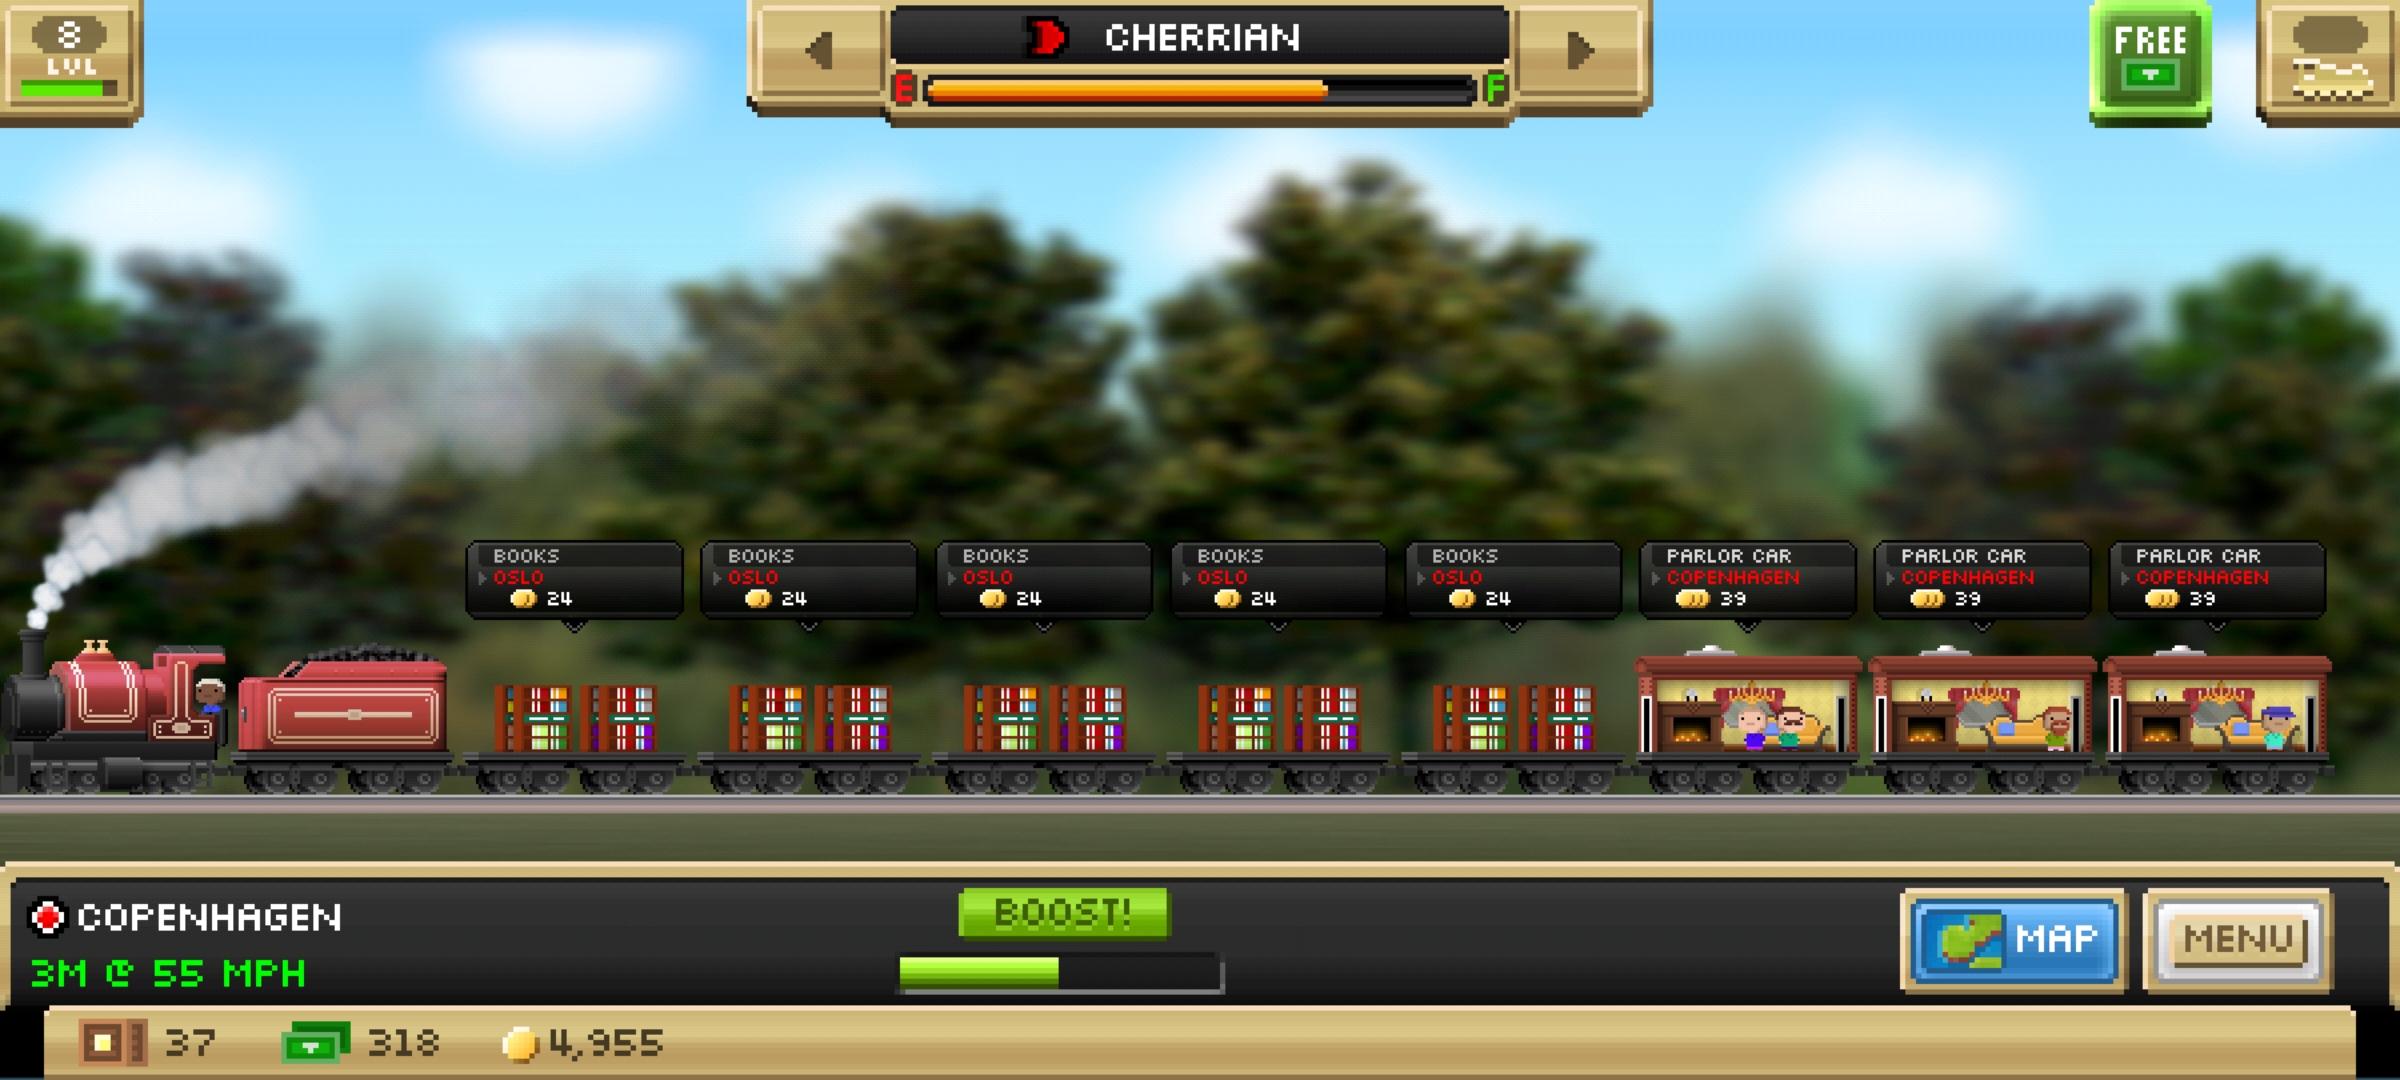 8
LVL
CHERRIAN
E F
FREE
BOOKS
OSLO
24
BOOKS
OSLO
24
BOOKS
OSLO
24
BOOKS
OSLO
24
BOOKS
OSLO
24
PARLOR CAR
COPENHAGEN
39
PARLOR CAR
COPENHAGEN
39
PARLOR CAR
COPENHAGEN
39
COPENHAGEN
3M @ 55 MPH
BOOST!
MAP
MENU
37 318 4,955